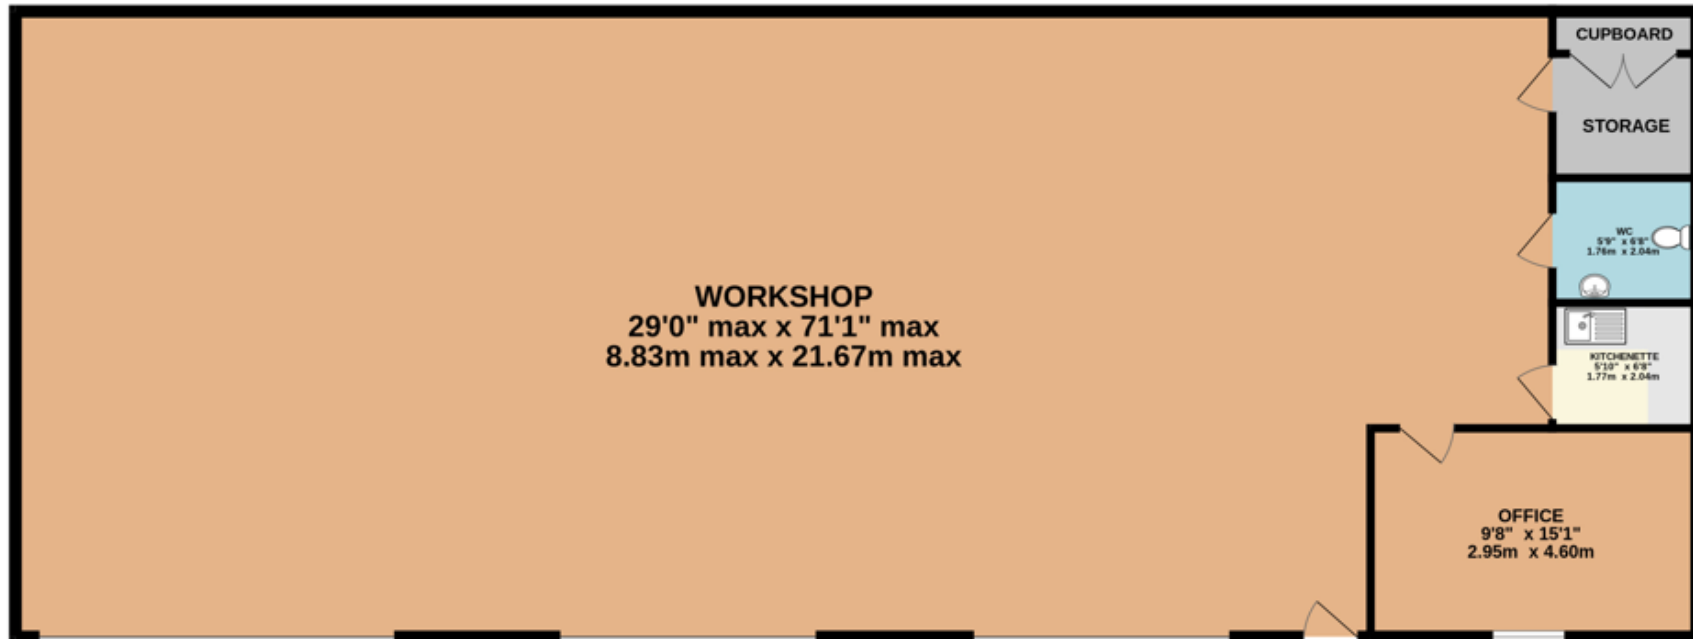 CUPBOARD
STORAGE
WC
5'9" x 6'8"
1.76m x 2.04m
WORKSHOP
29'0" max x 71'1" max
8.83m max x 21.67m max
KITCHENETTE
5'10" x 6'8"
1.77m x 2.04m
OFFICE
9'8" x 15'1"
2.95m x 4.60m